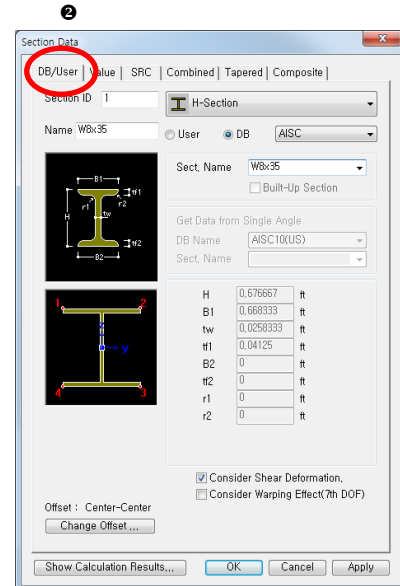 ❷
Section Data
DB/User Value SRC Combined Tapered Composite
Section ID 1 H-Section
Name W8x35 User DB AISC
Sect, Name W8x35
Built-Up Section
Get Data from Single Angle
DB Name AISC10(US)
Sect, Name
B1
tf1
r1 r2
H tw
tf2
B2
1 2
z
y
4 3
H 0,676667 ft
B1 0,668333 ft
tw 0,0258333 ft
tf1 0,04125 ft
B2 0 ft
tf2 0 ft
r1 0 ft
r2 0 ft
Consider Shear Deformation,
Consider Warping Effect(7th DOF)
Offset : Center-Center
Change Offset ,,,
Show Calculation Results,,, OK Cancel Apply